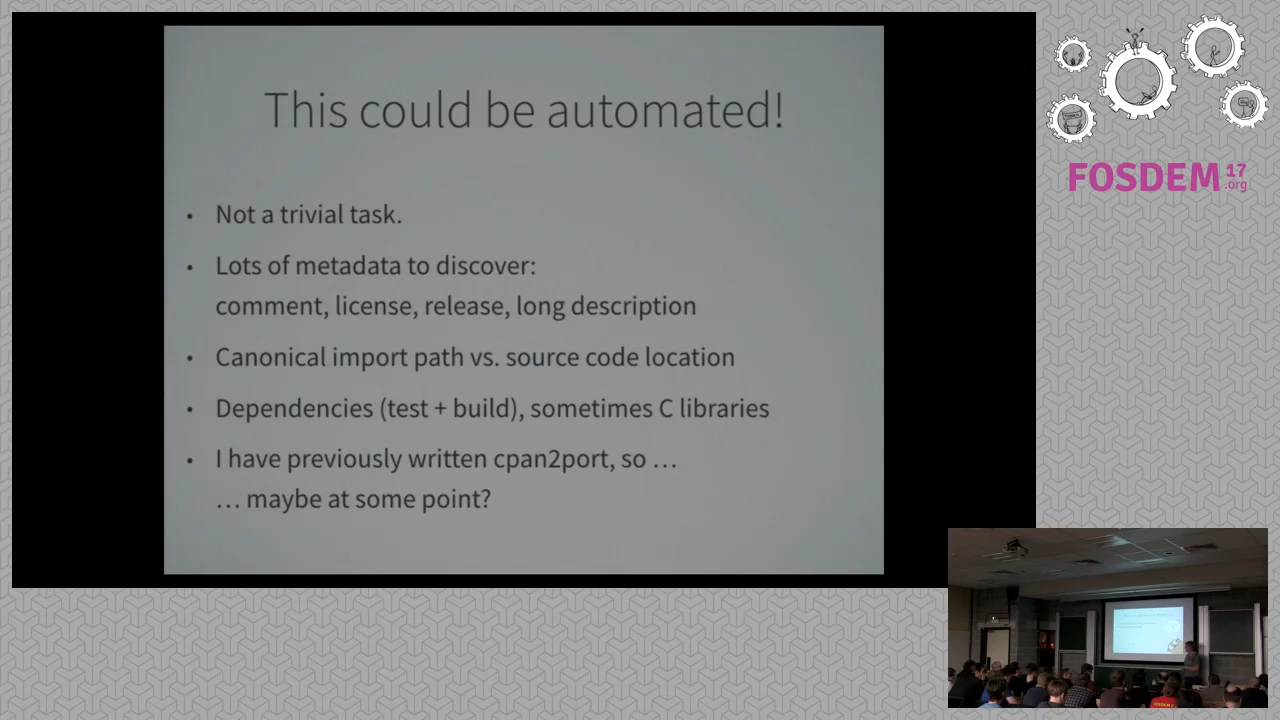 This could be automated!
• Not a trivial task.
• Lots of metadata to discover:
comment, license, release, long description
• Canonical import path vs. source code location
• Dependencies (test + build), sometimes C libraries
• I have previously written cpan2port, so …
… maybe at some point?
FOSDEM 17
.org